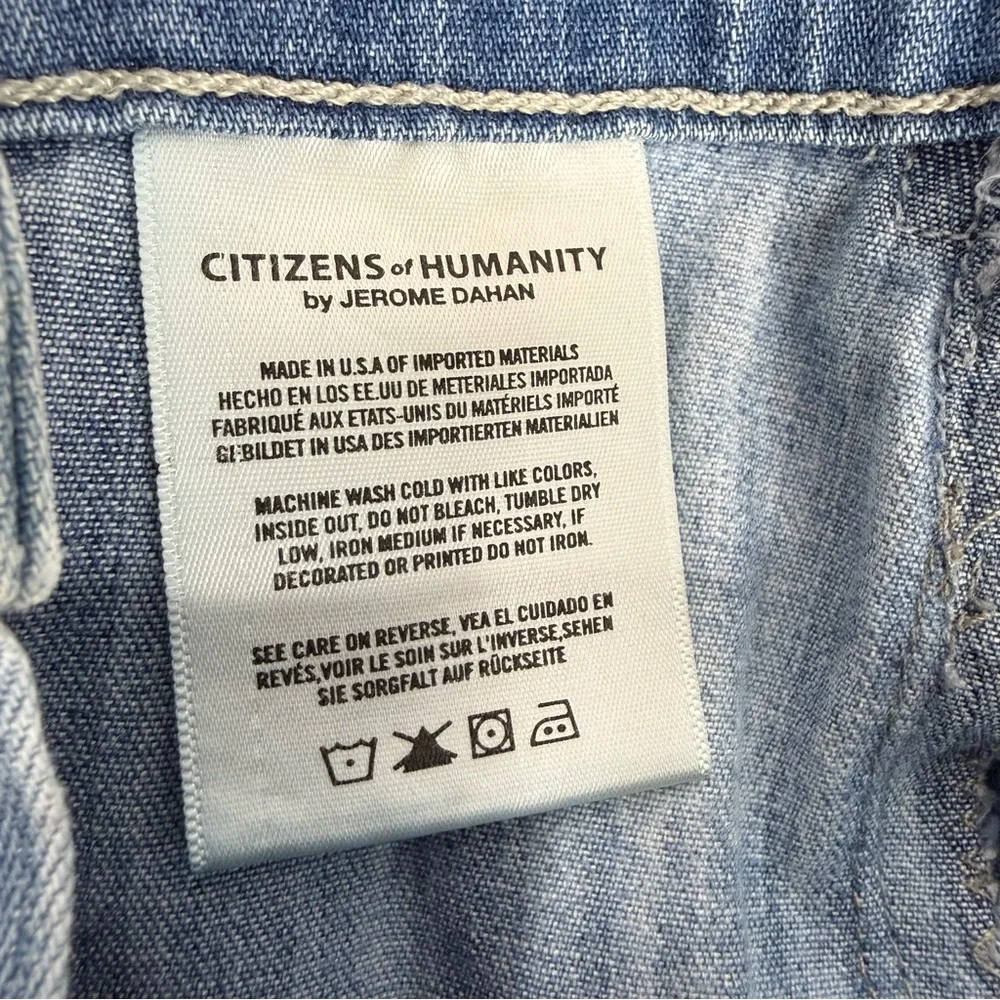 CITIZENS of HUMANITY
by JEROME DAHAN
MADE IN U.S.A OF IMPORTED MATERIALS
HECHO EN LOS EE.UU DE METERIALES IMPORTADA
FABRIQUÉ AUX ETATS-UNIS DU MATÉRIELS IMPORTÉ
GEBILDET IN USA DES IMPORTIERTEN MATERIALIEN
MACHINE WASH COLD WITH LIKE COLORS,
INSIDE OUT, DO NOT BLEACH, TUMBLE DRY
LOW, IRON MEDIUM IF NECESSARY, IF
DECORATED OR PRINTED DO NOT IRON.
SEE CARE ON REVERSE, VEA EL CUIDADO EN
REVÉS,VOIR LE SOIN SUR L'INVERSE,SEHEN
SIE SORGFALT AUF RÜCKSEITE